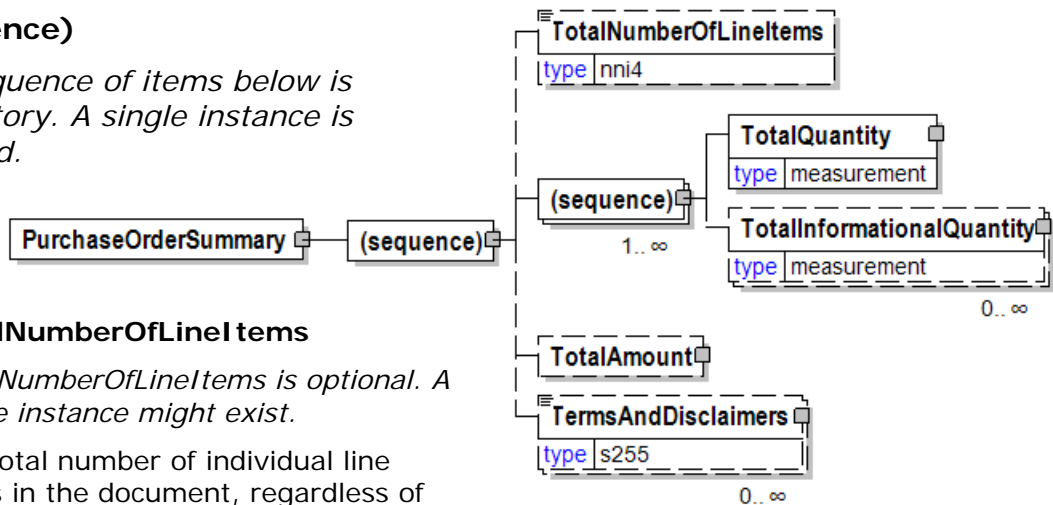 ence)
quence of items below is
tory. A single instance is
d.
lNumberOfLineItems
NumberOfLineItems is optional. A
e instance might exist.
otal number of individual line
s in the document, regardless of
PurchaseOrderSummary
(sequence)
TotalNumberOfLineItems
type nni4
(sequence)
1.. ∞
TotalQuantity
type measurement
TotalInformationalQuantity
type measurement
0.. ∞
TotalAmount
TermsAndDisclaimers
type s255
0.. ∞